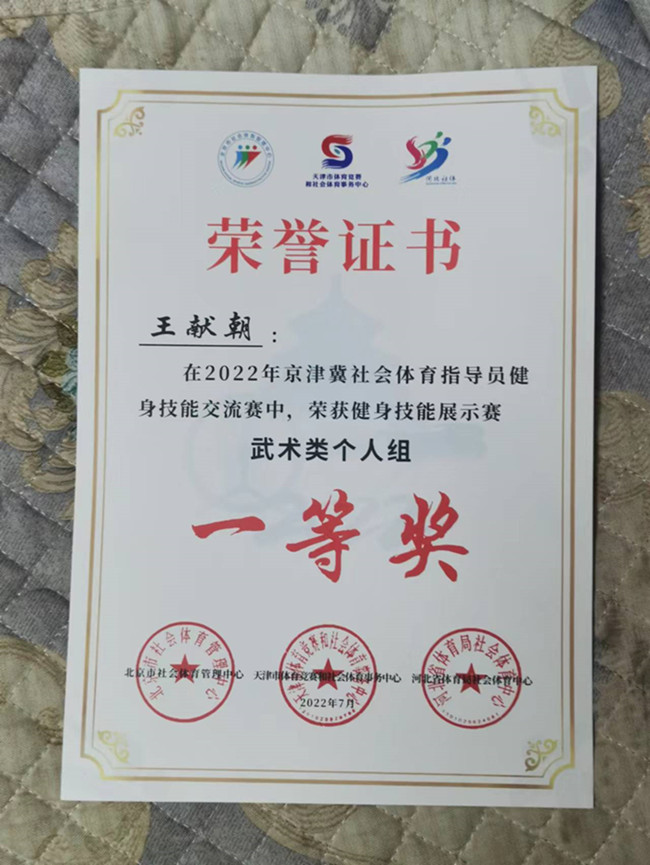 天津市体育竞赛
和社会体育事务中心
荣誉证书
王献朝：
在2022年京津冀社会体育指导员健
身技能交流赛中，荣获健身技能展示赛
武术类个人组
一等奖
北京市社会体育管理中心
天津市体育竞赛和社会体育事务中心
河北省体育局社会体育中心
2022年7月